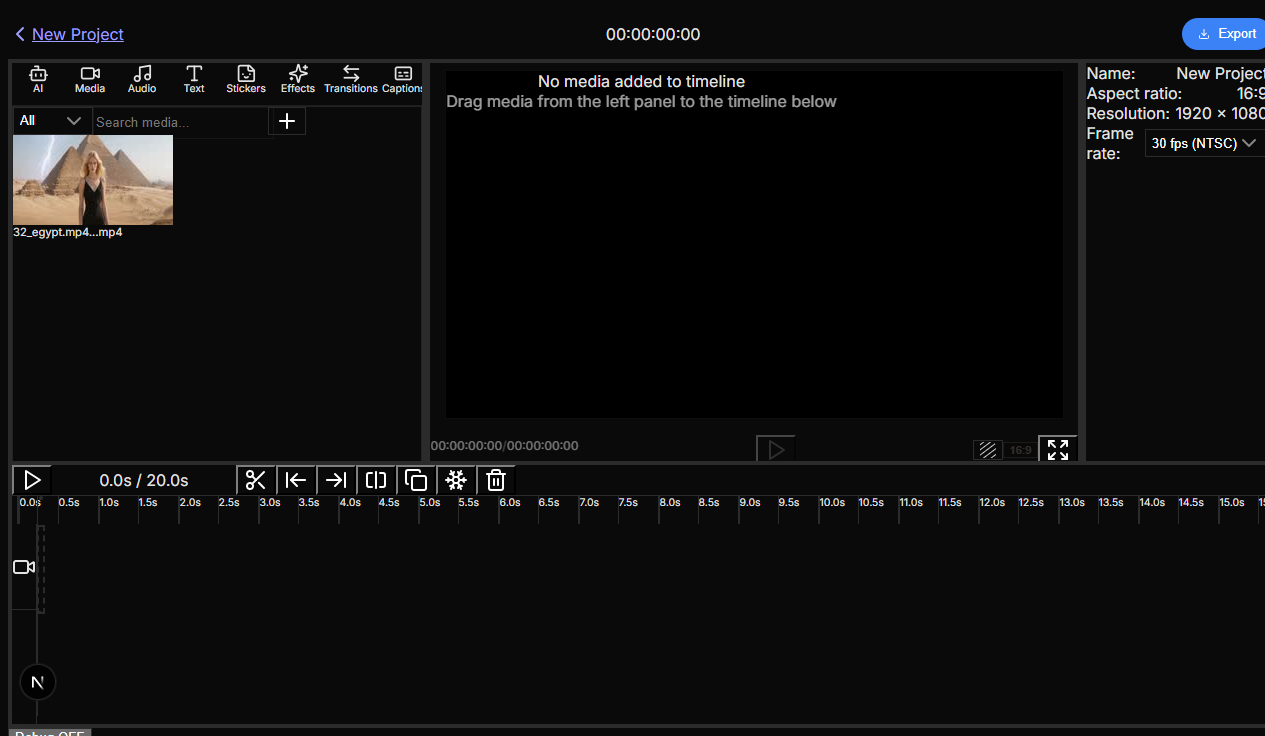 New Project
00:00:00:00
Export
AI
Media
Audio
Text
Stickers
Effects
Transitions
Captions
All
Search media...
32_egypt.mp4...mp4
No media added to timeline
Drag media from the left panel to the timeline below
00:00:00:00/00:00:00:00
16:9
Name: New Project
Aspect ratio: 16:9
Resolution: 1920 × 1080
Frame rate:
30 fps (NTSC)
0.0s / 20.0s
0.0s 0.5s 1.0s 1.5s 2.0s 2.5s 3.0s 3.5s 4.0s 4.5s 5.0s 5.5s 6.0s 6.5s 7.0s 7.5s 8.0s 8.5s 9.0s 9.5s 10.0s 10.5s 11.0s 11.5s 12.0s 12.5s 13.0s 13.5s 14.0s 14.5s 15.0s
N
Debug OFF